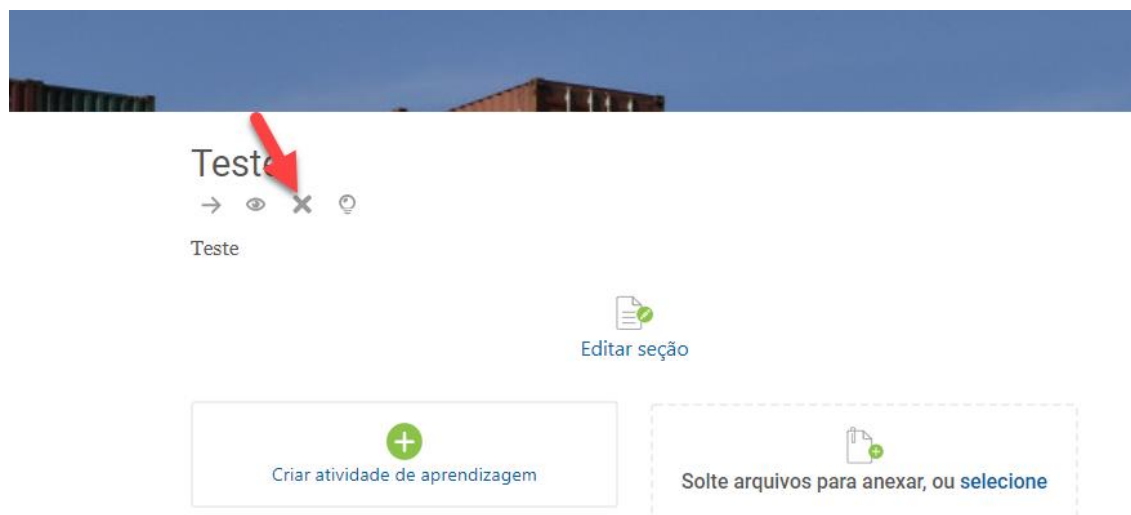 Teste
Teste
Editar seção
Criar atividade de aprendizagem
Solte arquivos para anexar, ou selecione